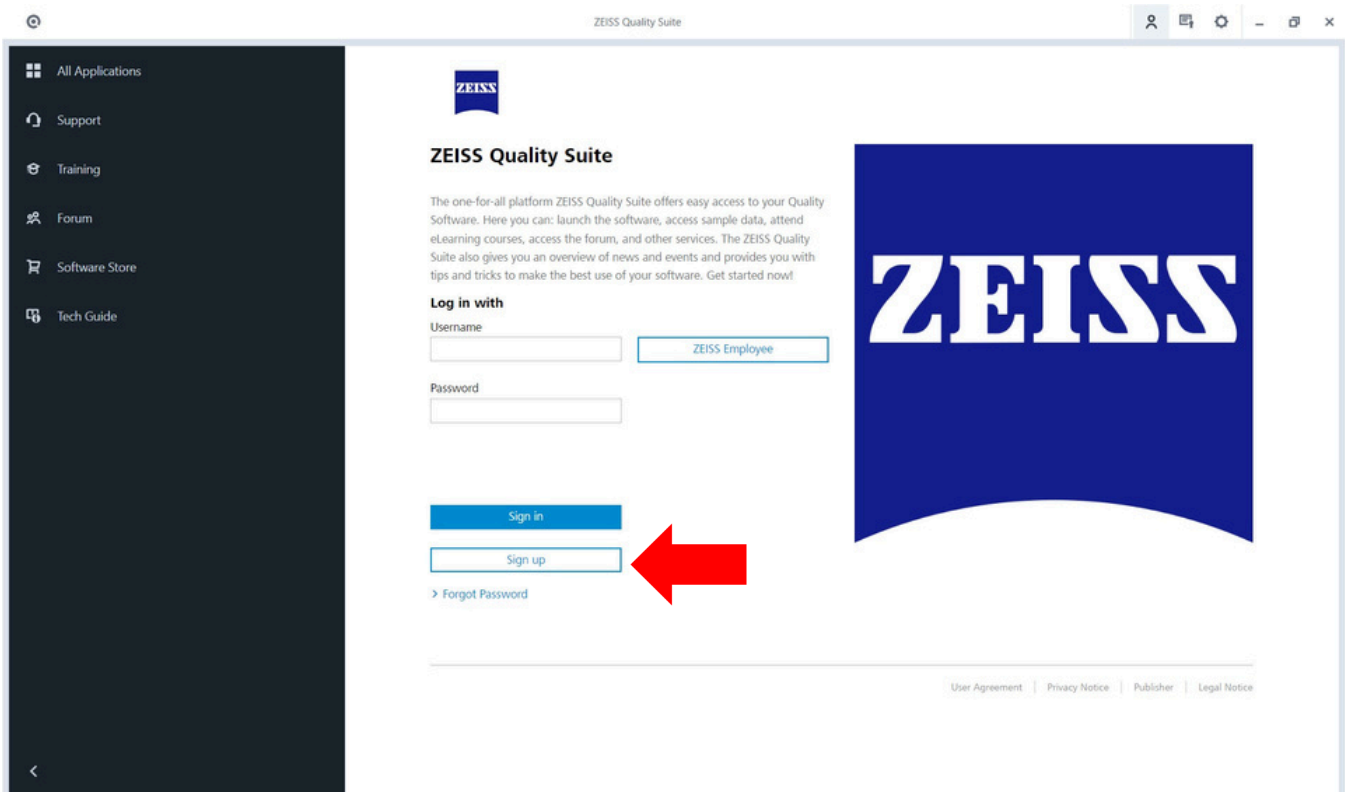 ZEISS Quality Suite
All Applications
Support
Training
Forum
Software Store
Tech Guide
ZEISS
ZEISS Quality Suite
The one-for-all platform ZEISS Quality Suite offers easy access to your Quality
Software. Here you can: launch the software, access sample data, attend
eLearning courses, access the forum, and other services. The ZEISS Quality
Suite also gives you an overview of news and events and provides you with
tips and tricks to make the best use of your software. Get started now!
Log in with
Username
ZEISS Employee
Password
Sign in
Sign up
> Forgot Password
ZEISS
User Agreement | Privacy Notice | Publisher | Legal Notice